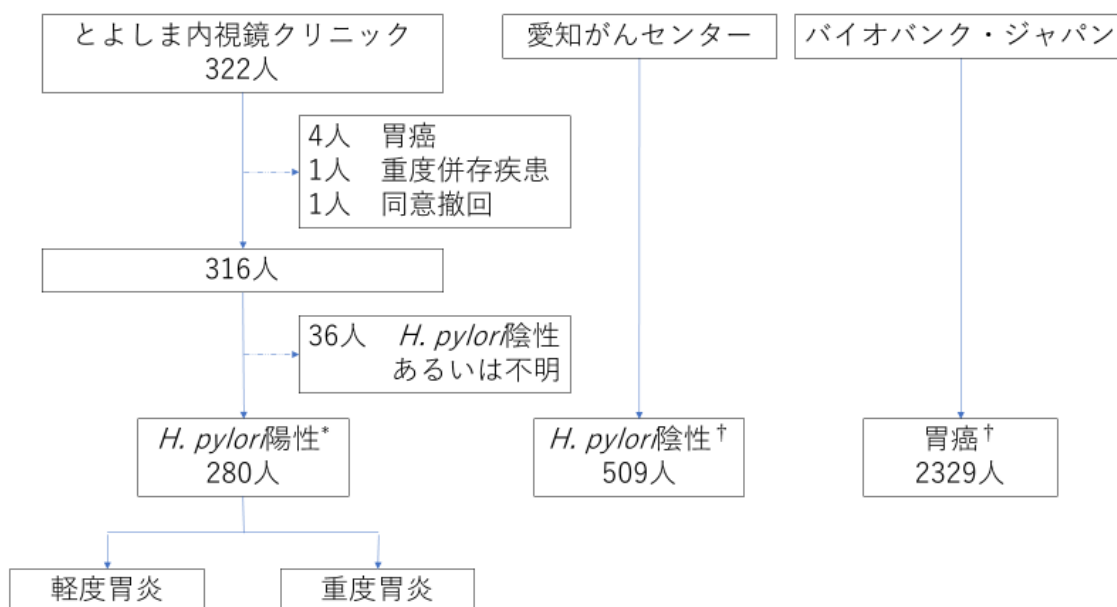 とよしま内視鏡クリニック
322人
愛知がんセンター
バイオバンク・ジャパン
4人 胃癌
1人 重度併存疾患
1人 同意撤回
316人
36人 H. pylori陰性
あるいは不明
H. pylori陽性*
280人
H. pylori陰性†
509人
胃癌†
2329人
軽度胃炎
重度胃炎